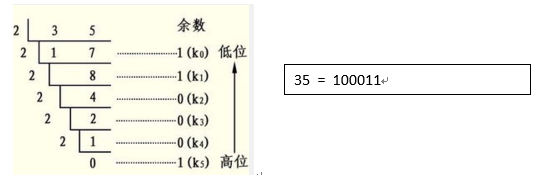 余数
2 3 5
2 1 7 ……………1(k₀) 低位
2 8 ……………1(k₁)
2 4 ……………0(k₂)
2 2 ……………0(k₃)
2 1 ……………0(k₄)
0 ……………1(k₅) 高位
35 = 100011